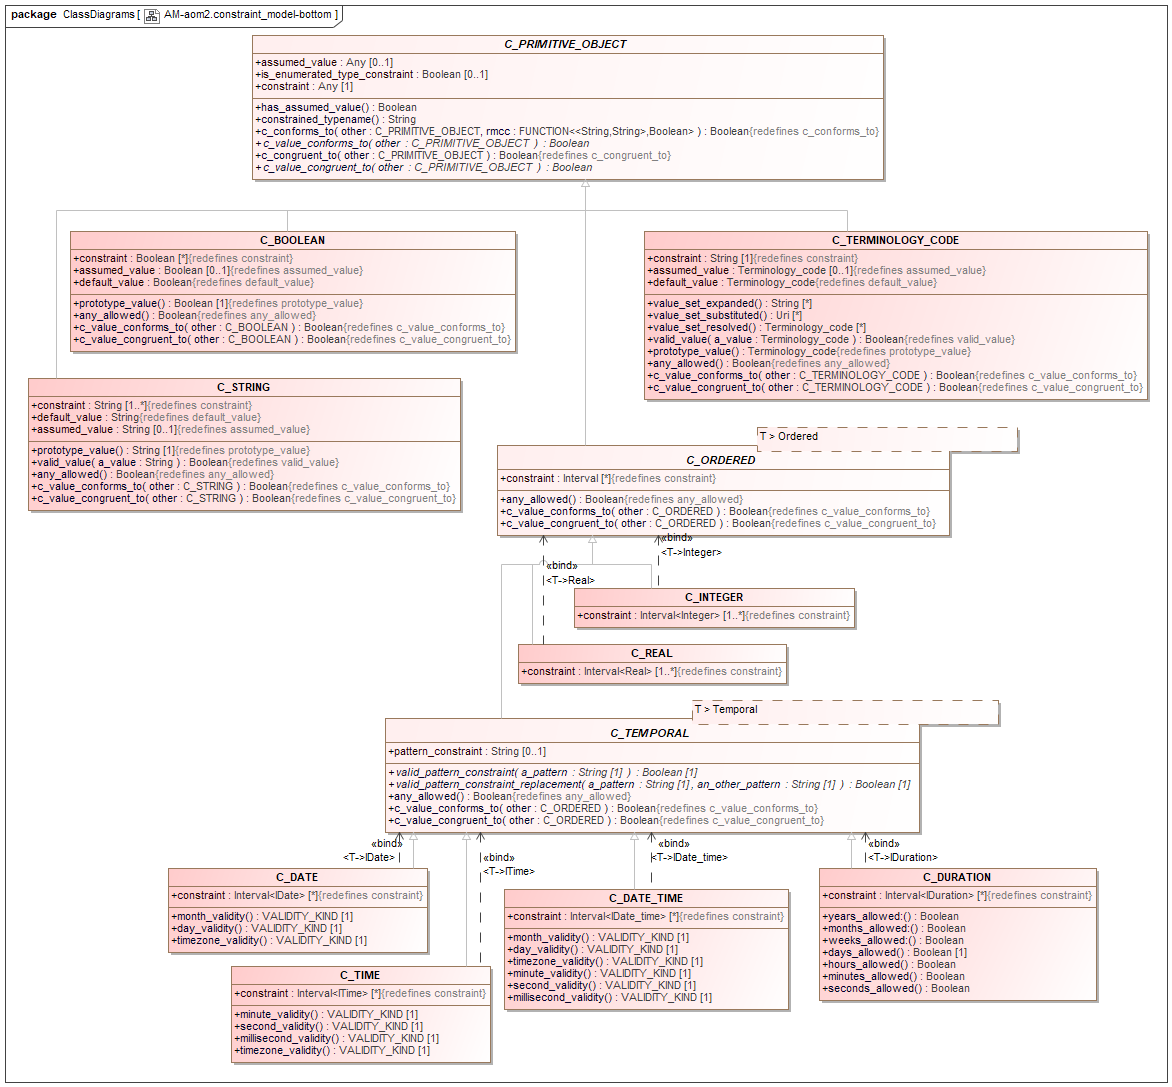 package ClassDiagrams [ AM-aom2.constraint_model-bottom ]
C_PRIMITIVE_OBJECT
+assumed_value : Any [0..1]
+is_enumerated_type_constraint : Boolean [0..1]
+constraint : Any [1]
+has_assumed_value() : Boolean
+constrained_typename() : String
+c_conforms_to( other : C_PRIMITIVE_OBJECT, rmcc : FUNCTION<<String,String>,Boolean> ) : Boolean{redefines c_conforms_to}
+c_value_conforms_to( other : C_PRIMITIVE_OBJECT ) : Boolean
+c_congruent_to( other : C_PRIMITIVE_OBJECT ) : Boolean{redefines c_congruent_to}
+c_value_congruent_to( other : C_PRIMITIVE_OBJECT ) : Boolean
C_BOOLEAN
+constraint : Boolean [*]{redefines constraint}
+assumed_value : Boolean [0..1]{redefines assumed_value}
+default_value : Boolean{redefines default_value}
+prototype_value() : Boolean [1]{redefines prototype_value}
+any_allowed() : Boolean{redefines any_allowed}
+c_value_conforms_to( other : C_BOOLEAN ) : Boolean{redefines c_value_conforms_to}
+c_value_congruent_to( other : C_BOOLEAN ) : Boolean{redefines c_value_congruent_to}
C_TERMINOLOGY_CODE
+constraint : String [1]{redefines constraint}
+assumed_value : Terminology_code [0..1]{redefines assumed_value}
+default_value : Terminology_code{redefines default_value}
+value_set_expanded() : String [*]
+value_set_substituted() : Uri [*]
+value_set_resolved() : Terminology_code [*]
+valid_value( a_value : Terminology_code ) : Boolean{redefines valid_value}
+prototype_value() : Terminology_code{redefines prototype_value}
+any_allowed() : Boolean{redefines any_allowed}
+c_value_conforms_to( other : C_TERMINOLOGY_CODE ) : Boolean{redefines c_value_conforms_to}
+c_value_congruent_to( other : C_TERMINOLOGY_CODE ) : Boolean{redefines c_value_congruent_to}
C_STRING
+constraint : String [1..*]{redefines constraint}
+default_value : String{redefines default_value}
+assumed_value : String [0..1]{redefines assumed_value}
+prototype_value() : String [1]{redefines prototype_value}
+valid_value( a_value : String ) : Boolean{redefines valid_value}
+any_allowed() : Boolean{redefines any_allowed}
+c_value_conforms_to( other : C_STRING ) : Boolean{redefines c_value_conforms_to}
+c_value_congruent_to( other : C_STRING ) : Boolean{redefines c_value_congruent_to}
T > Ordered
C_ORDERED
+constraint : Interval [*]{redefines constraint}
+any_allowed() : Boolean{redefines any_allowed}
+c_value_conforms_to( other : C_ORDERED ) : Boolean{redefines c_value_conforms_to}
+c_value_congruent_to( other : C_ORDERED ) : Boolean{redefines c_value_congruent_to}
«bind»
<T->Integer>
«bind»
<T->Real>
C_INTEGER
+constraint : Interval<Integer> [1..*]{redefines constraint}
C_REAL
+constraint : Interval<Real> [1..*]{redefines constraint}
T > Temporal
C_TEMPORAL
+pattern_constraint : String [0..1]
+valid_pattern_constraint( a_pattern : String [1] ) : Boolean [1]
+valid_pattern_constraint_replacement( a_pattern : String [1], an_other_pattern : String [1] ) : Boolean [1]
+any_allowed() : Boolean{redefines any_allowed}
+c_value_conforms_to( other : C_ORDERED ) : Boolean{redefines c_value_conforms_to}
+c_value_congruent_to( other : C_ORDERED ) : Boolean{redefines c_value_congruent_to}
«bind»
<T->IDate>
«bind»
<T->ITime>
«bind»
<T->IDate_time>
«bind»
<T->IDuration>
C_DATE
+constraint : Interval<IDate> [*]{redefines constraint}
+month_validity() : VALIDITY_KIND [1]
+day_validity() : VALIDITY_KIND [1]
+timezone_validity() : VALIDITY_KIND [1]
C_TIME
+constraint : Interval<ITime> [*]{redefines constraint}
+minute_validity() : VALIDITY_KIND [1]
+second_validity() : VALIDITY_KIND [1]
+millisecond_validity() : VALIDITY_KIND [1]
+timezone_validity() : VALIDITY_KIND [1]
C_DATE_TIME
+constraint : Interval<IDate_time> [*]{redefines constraint}
+month_validity() : VALIDITY_KIND [1]
+day_validity() : VALIDITY_KIND [1]
+timezone_validity() : VALIDITY_KIND [1]
+minute_validity() : VALIDITY_KIND [1]
+second_validity() : VALIDITY_KIND [1]
+millisecond_validity() : VALIDITY_KIND [1]
C_DURATION
+constraint : Interval<IDuration> [*]{redefines constraint}
+years_allowed:() : Boolean
+months_allowed:() : Boolean
+weeks_allowed:() : Boolean
+days_allowed() : Boolean [1]
+hours_allowed() : Boolean
+minutes_allowed() : Boolean
+seconds_allowed() : Boolean